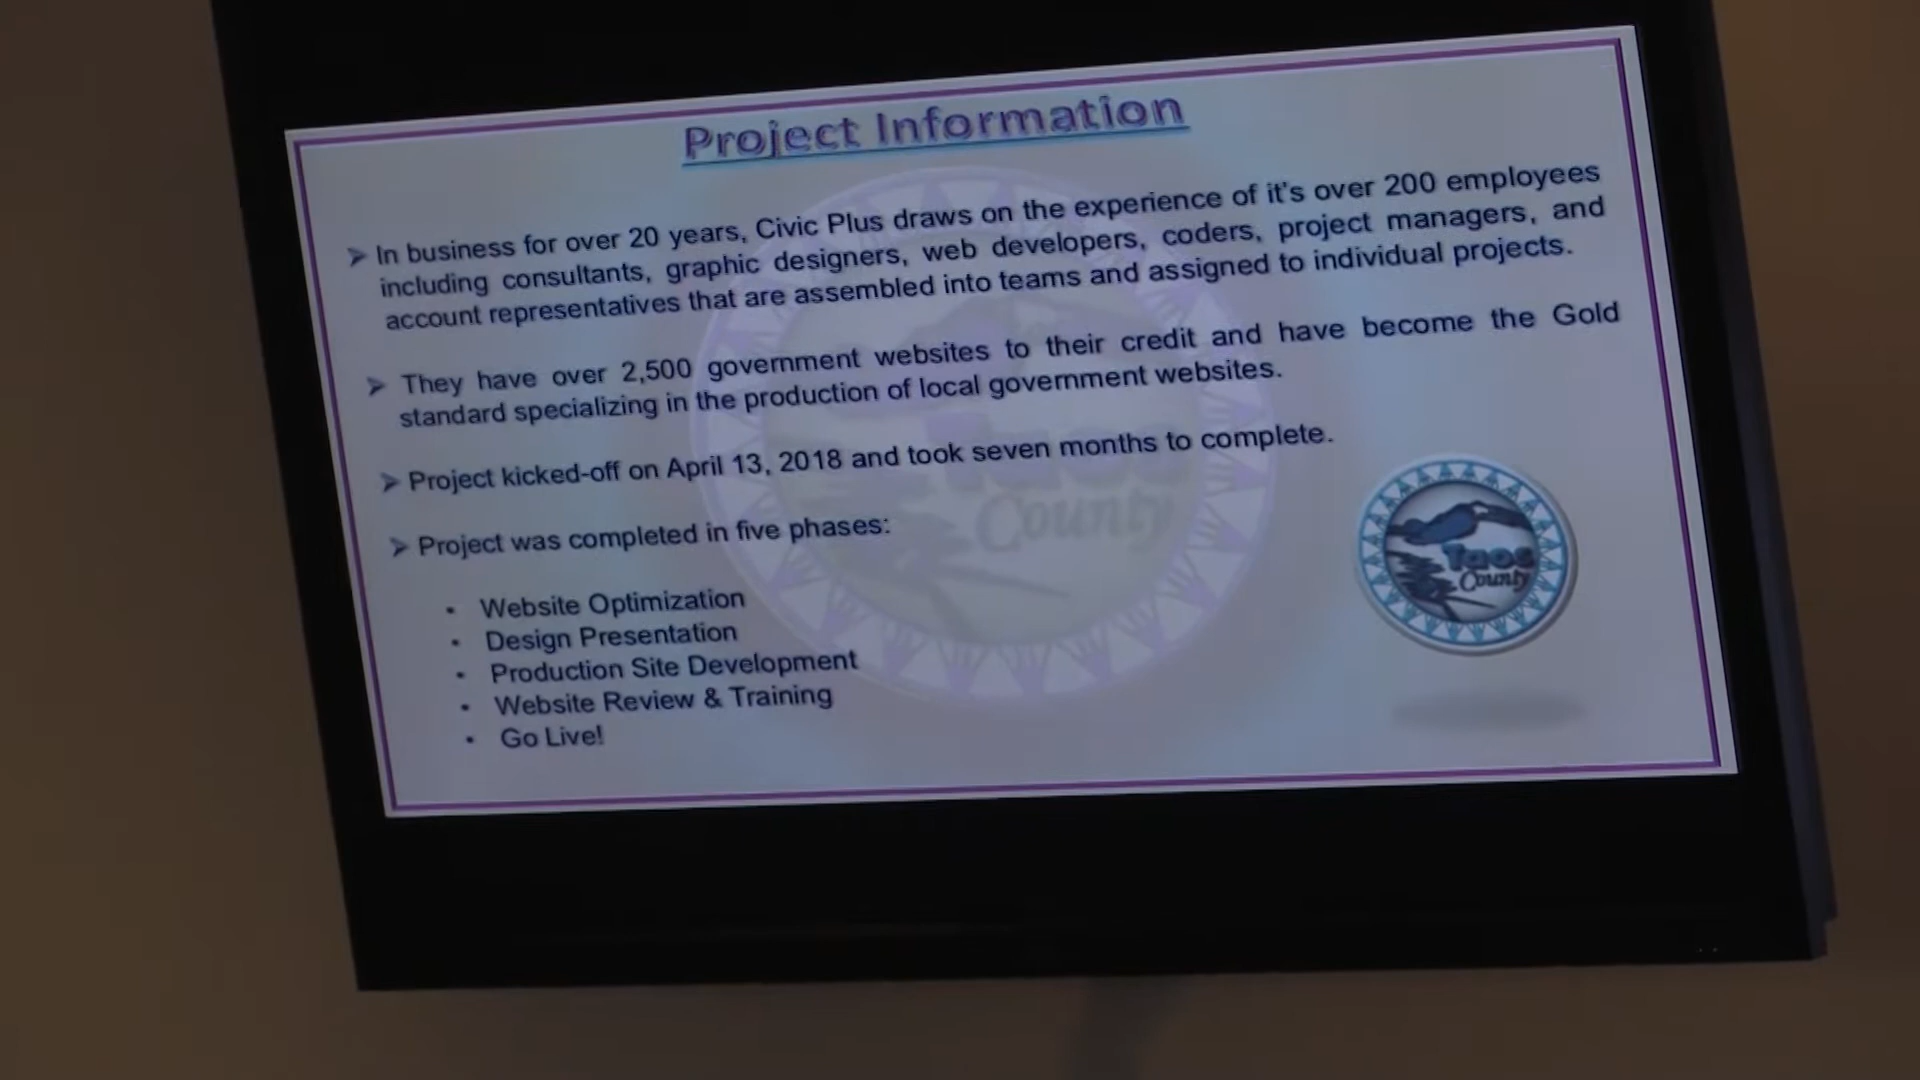 Project Information
➢ In business for over 20 years, Civic Plus draws on the experience of it's over 200 employees
including consultants, graphic designers, web developers, coders, project managers, and
account representatives that are assembled into teams and assigned to individual projects.
➢ They have over 2,500 government websites to their credit and have become the Gold
standard specializing in the production of local government websites.
➢ Project kicked-off on April 13, 2018 and took seven months to complete.
➢ Project was completed in five phases:
• Website Optimization
• Design Presentation
• Production Site Development
• Website Review & Training
• Go Live!
Taos
County
Taos
County